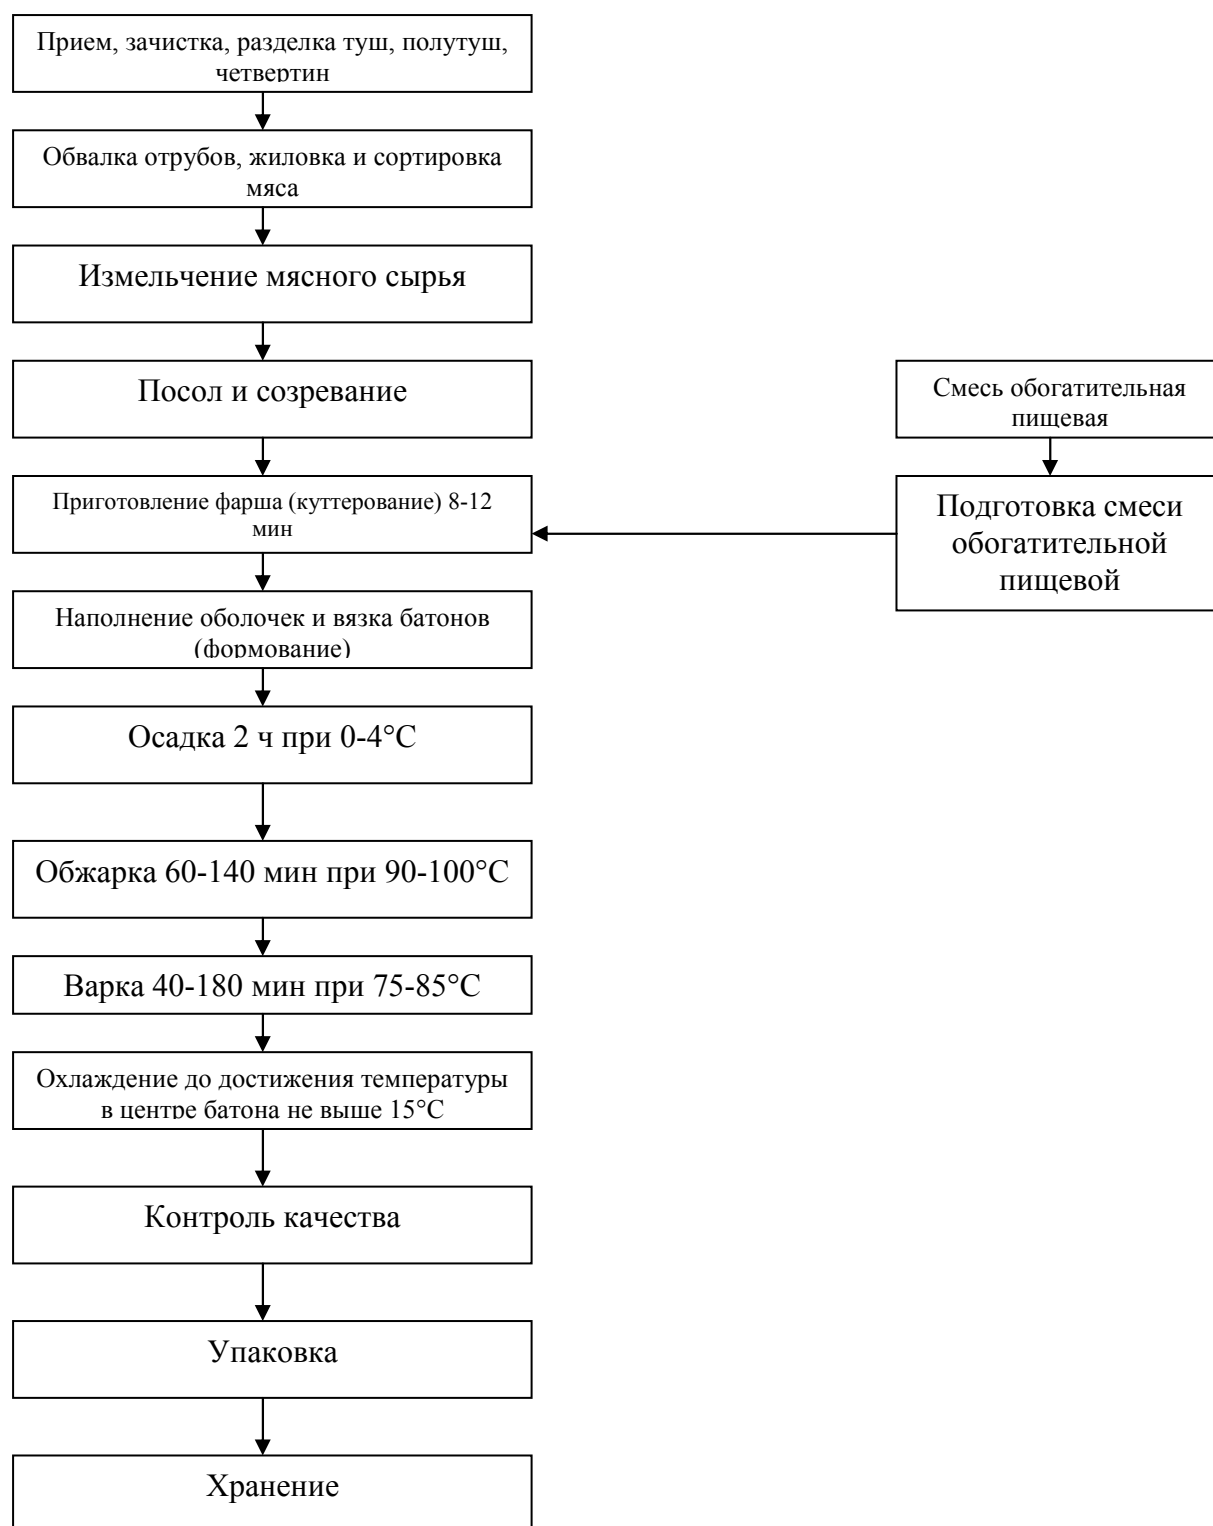 Прием, зачистка, разделка туш, полутуш,
четвертин
Обвалка отрубов, жиловка и сортировка
мяса
Измельчение мясного сырья
Посол и созревание
Смесь обогатительная
пищевая
Приготовление фарша (куттерование) 8-12
мин
Подготовка смеси
обогатительной
пищевой
Наполнение оболочек и вязка батонов
(формование)
Осадка 2 ч при 0-4°С
Обжарка 60-140 мин при 90-100°С
Варка 40-180 мин при 75-85°С
Охлаждение до достижения температуры
в центре батона не выше 15°С
Контроль качества
Упаковка
Хранение